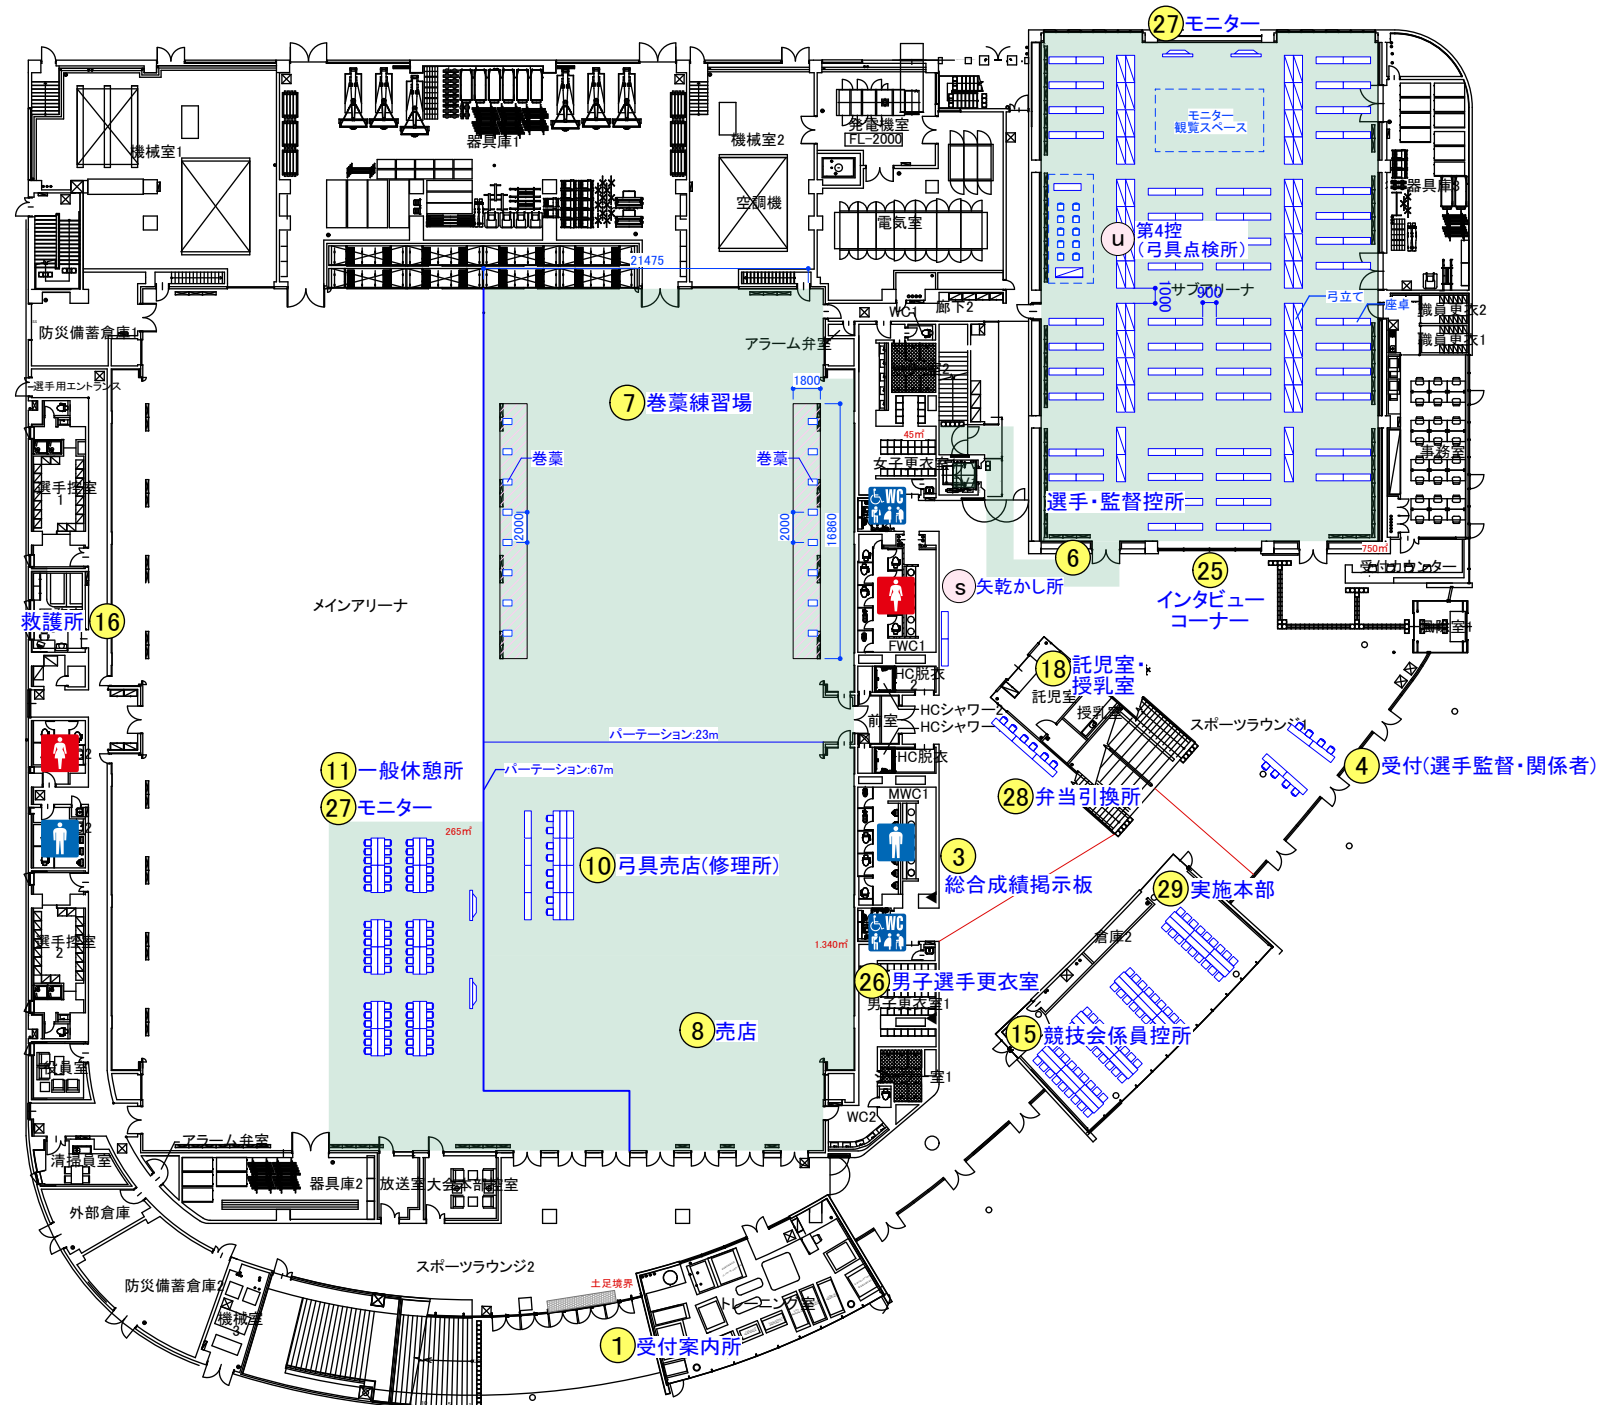 27 モニター
モニター
観覧スペース
機械室1
器具庫1
機械室2
発電機室
FL-2000
空調機
電気室
器具庫3
u 第4控
(弓具点検所)
21475
サブアリーナ
1000
900
弓立て
座卓
職員更衣2
職員更衣1
防災備蓄倉庫1
アラーム弁室
WC1
廊下2
選手用エントランス
7 巻藁練習場
1800
45㎡
女子更衣室
巻藁
巻藁
2000
2000
16860
選手控室
1
WC
選手・監督控所
事務室
6
750㎡
25
インタビュー
コーナー
受付カウンター
s 矢乾かし所
メインアリーナ
救護所 16
FWC1
18 託児室・
授乳室
託児室
授乳室
HC脱衣
2
HCシャワー2
HCシャワー
前室
スポーツラウンジ1
パーテーション:23m
HC脱衣
11 一般休憩所
パーテーション:67m
4 受付(選手監督・関係者)
27 モニター
MWC1
28 弁当引換所
265㎡
10 弓具売店(修理所)
3
総合成績掲示板
29 実施本部
WC
倉庫2
選手控室
2
1.340㎡
26 男子選手更衣室
男子更衣室1
8 売店
15 競技会係員控所
役員室
WC2
アラーム弁室
清掃員室
器具庫2
放送室
大会本部控室
外部倉庫
スポーツラウンジ2
防災備蓄倉庫2
土足境界
機械室
3
トレーニング室
1 受付案内所